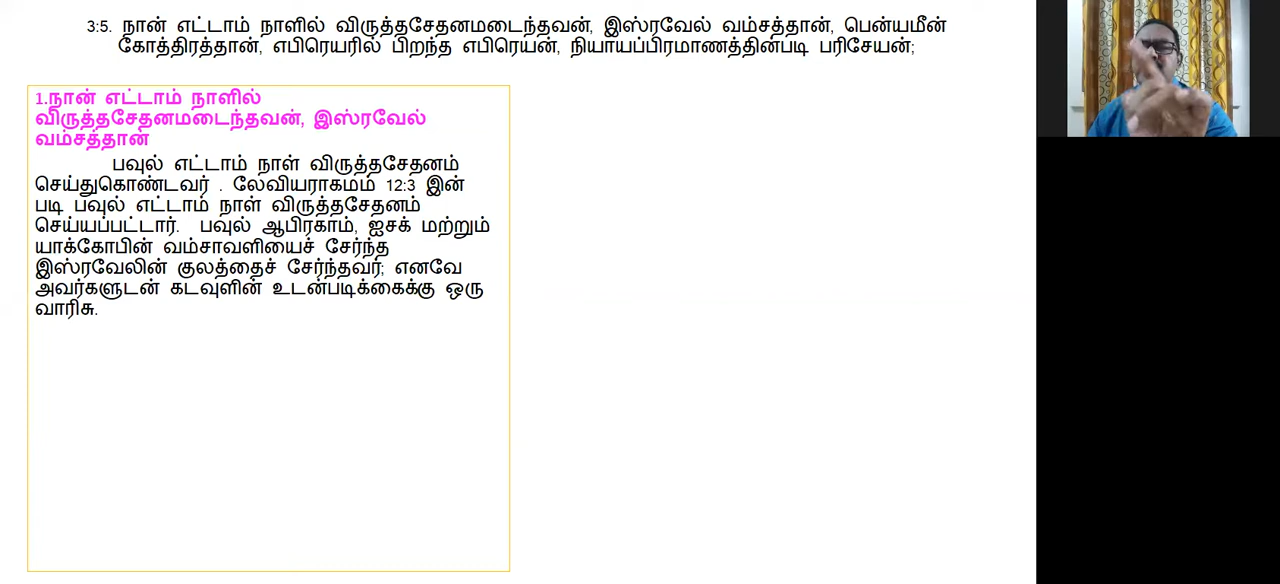 3:5. நான் எட்டாம் நாளில் விருத்தசேதனமடைந்தவன், இஸ்ரவேல் வம்சத்தான், பென்யமீன்
கோத்திரத்தான், எபிரெயரில் பிறந்த எபிரெயன், நியாயப்பிரமாணத்தின்படி பரிசேயன்;
1.நான் எட்டாம் நாளில்
விருத்தசேதனமடைந்தவன், இஸ்ரவேல்
வம்சத்தான்
பவுல் எட்டாம் நாள் விருத்தசேதனம்
செய்துகொண்டவர் . லேவியராகமம் 12:3 இன்
படி பவுல் எட்டாம் நாள் விருத்தசேதனம்
செய்யப்பட்டார். பவுல் ஆபிரகாம், ஐசக் மற்றும்
யாக்கோபின் வம்சாவளியைச் சேர்ந்த
இஸ்ரவேலின் குலத்தைச் சேர்ந்தவர்; எனவே
அவர்களுடன் கடவுளின் உடன்படிக்கைக்கு ஒரு
வாரிசு.